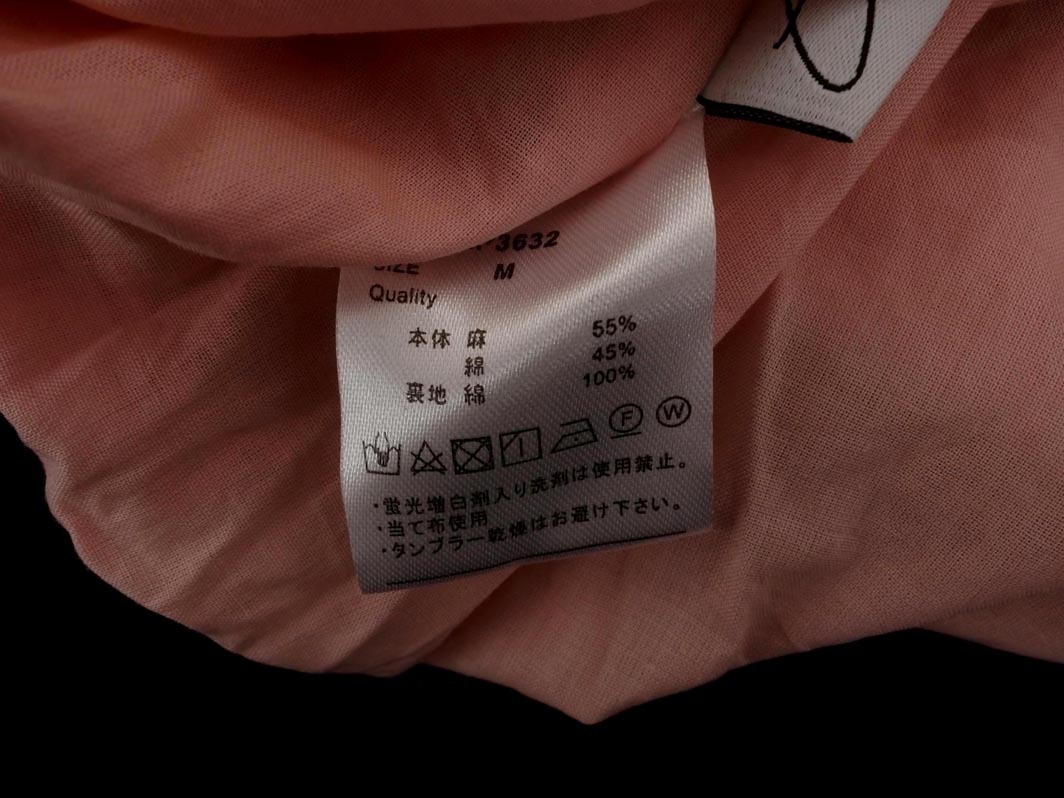 -3632
SIZE M
Quality
本体 麻 55%
綿 45%
裏地 綿 100%
F W
・蛍光増白剤入り洗剤は使用禁止。
・当て布使用
・タンブラー乾燥はお避け下さい。